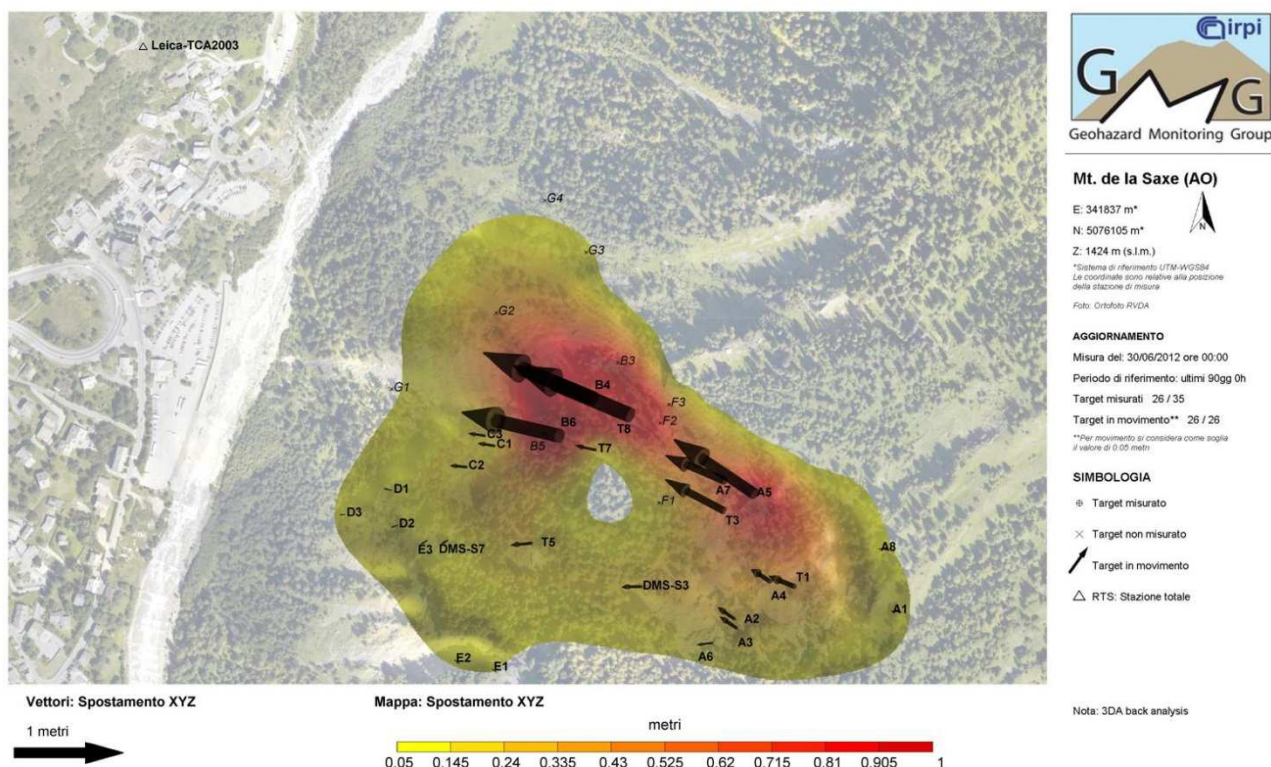 Leica-TCA2003
G4
G3
G2
B3
G1
B4
F3
B6
T8
F2
C3
C1
B5
T7
C2
A7
A5
D1
F1
D3
T3
D2
E3
DMS-S7
T5
A8
DMS-S3
T1
A4
A1
A2
A3
A6
E2
E1
irpi
G
G
Geohazard Monitoring Group
Mt. de la Saxe (AO)
E: 341837 m*
N: 5076105 m*
Z: 1424 m (s.l.m.)
N
*Sistema di riferimento UTM-WGS84
Le coordinate sono relative alla posizione
della stazione di misura
Foto: Ortofoto RVDA
AGGIORNAMENTO
Misura del: 30/06/2012 ore 00:00
Periodo di riferimento: ultimi 90gg 0h
Target misurati 26 / 35
Target in movimento** 26 / 26
**Per movimento si considera come soglia
il valore di 0.05 metri
SIMBOLOGIA
Target misurato
Target non misurato
Target in movimento
RTS: Stazione totale
Nota: 3DA back analysis
Vettori: Spostamento XYZ
1 metri
Mappa: Spostamento XYZ
metri
0.05 0.145 0.24 0.335 0.43 0.525 0.62 0.715 0.81 0.905 1